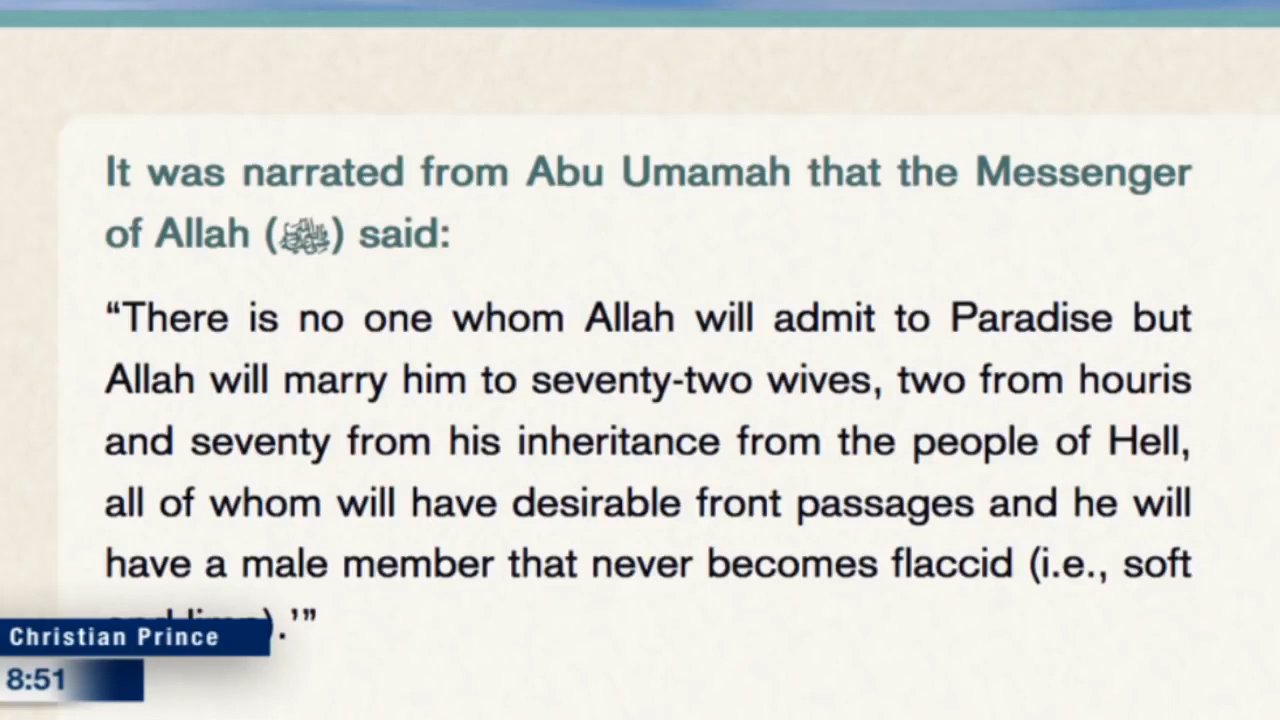 It was narrated from Abu Umamah that the Messenger
of Allah (ﷺ) said:
“There is no one whom Allah will admit to Paradise but
Allah will marry him to seventy-two wives, two from houris
and seventy from his inheritance from the people of Hell,
all of whom will have desirable front passages and he will
have a male member that never becomes flaccid (i.e., soft
).’”
Christian Prince
8:51